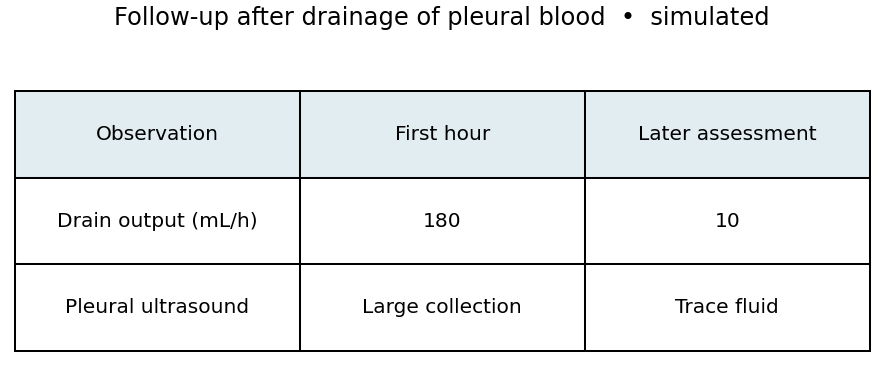 Follow-up after drainage of pleural blood • simulated
Observation First hour Later assessment
Drain output (mL/h) 180 10
Pleural ultrasound Large collection Trace fluid